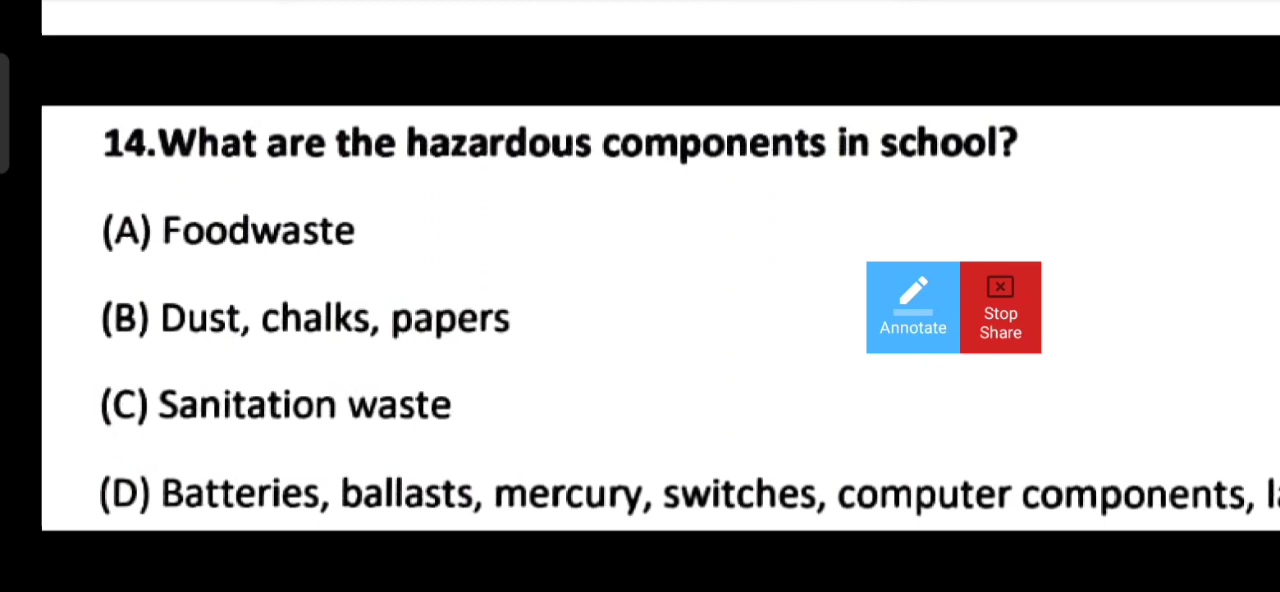 14.What are the hazardous components in school?
(A) Foodwaste
(B) Dust, chalks, papers
Annotate
Stop
Share
(C) Sanitation waste
(D) Batteries, ballasts, mercury, switches, computer components,